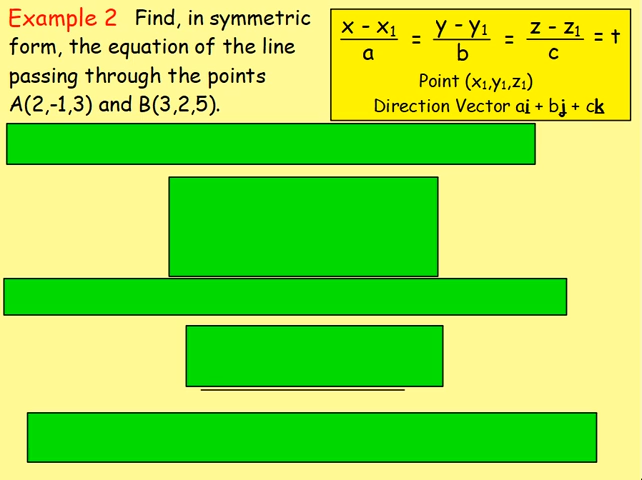 Example 2 Find, in symmetric
form, the equation of the line
passing through the points
A(2,-1,3) and B(3,2,5).
x - x₁ / a = y - y₁ / b = z - z₁ / c = t
Point (x₁,y₁,z₁)
Direction Vector ai + bj + ck